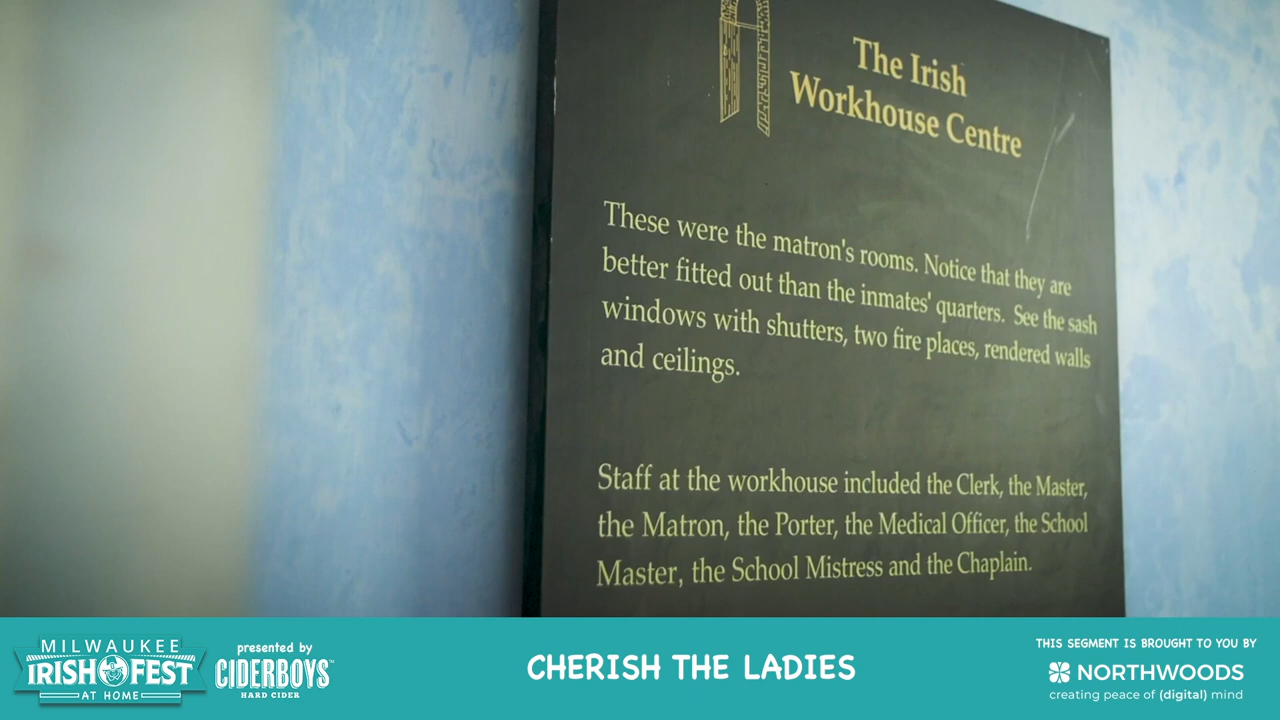 The Irish
Workhouse Centre
These were the matron's rooms. Notice that they are
better fitted out than the inmates' quarters. See the sash
windows with shutters, two fire places, rendered walls
and ceilings.
Staff at the workhouse included the Clerk, the Master,
the Matron, the Porter, the Medical Officer, the School
Master, the School Mistress and the Chaplain.
MILWAUKEE
IRISH FEST
AT HOME
presented by
CIDERBOYS™
HARD CIDER
CHERISH THE LADIES
THIS SEGMENT IS BROUGHT TO YOU BY
NORTHWOODS
creating peace of (digital) mind